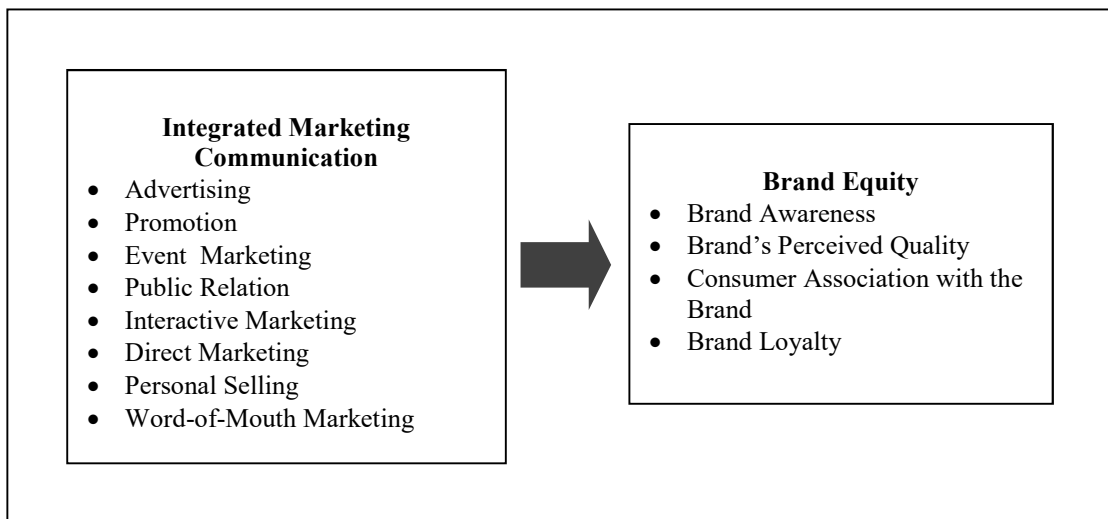 Integrated Marketing
Communication
• Advertising
• Promotion
• Event  Marketing
• Public Relation
• Interactive Marketing
• Direct Marketing
• Personal Selling
• Word-of-Mouth Marketing
Brand Equity
• Brand Awareness
• Brand’s Perceived Quality
• Consumer Association with the
Brand
• Brand Loyalty